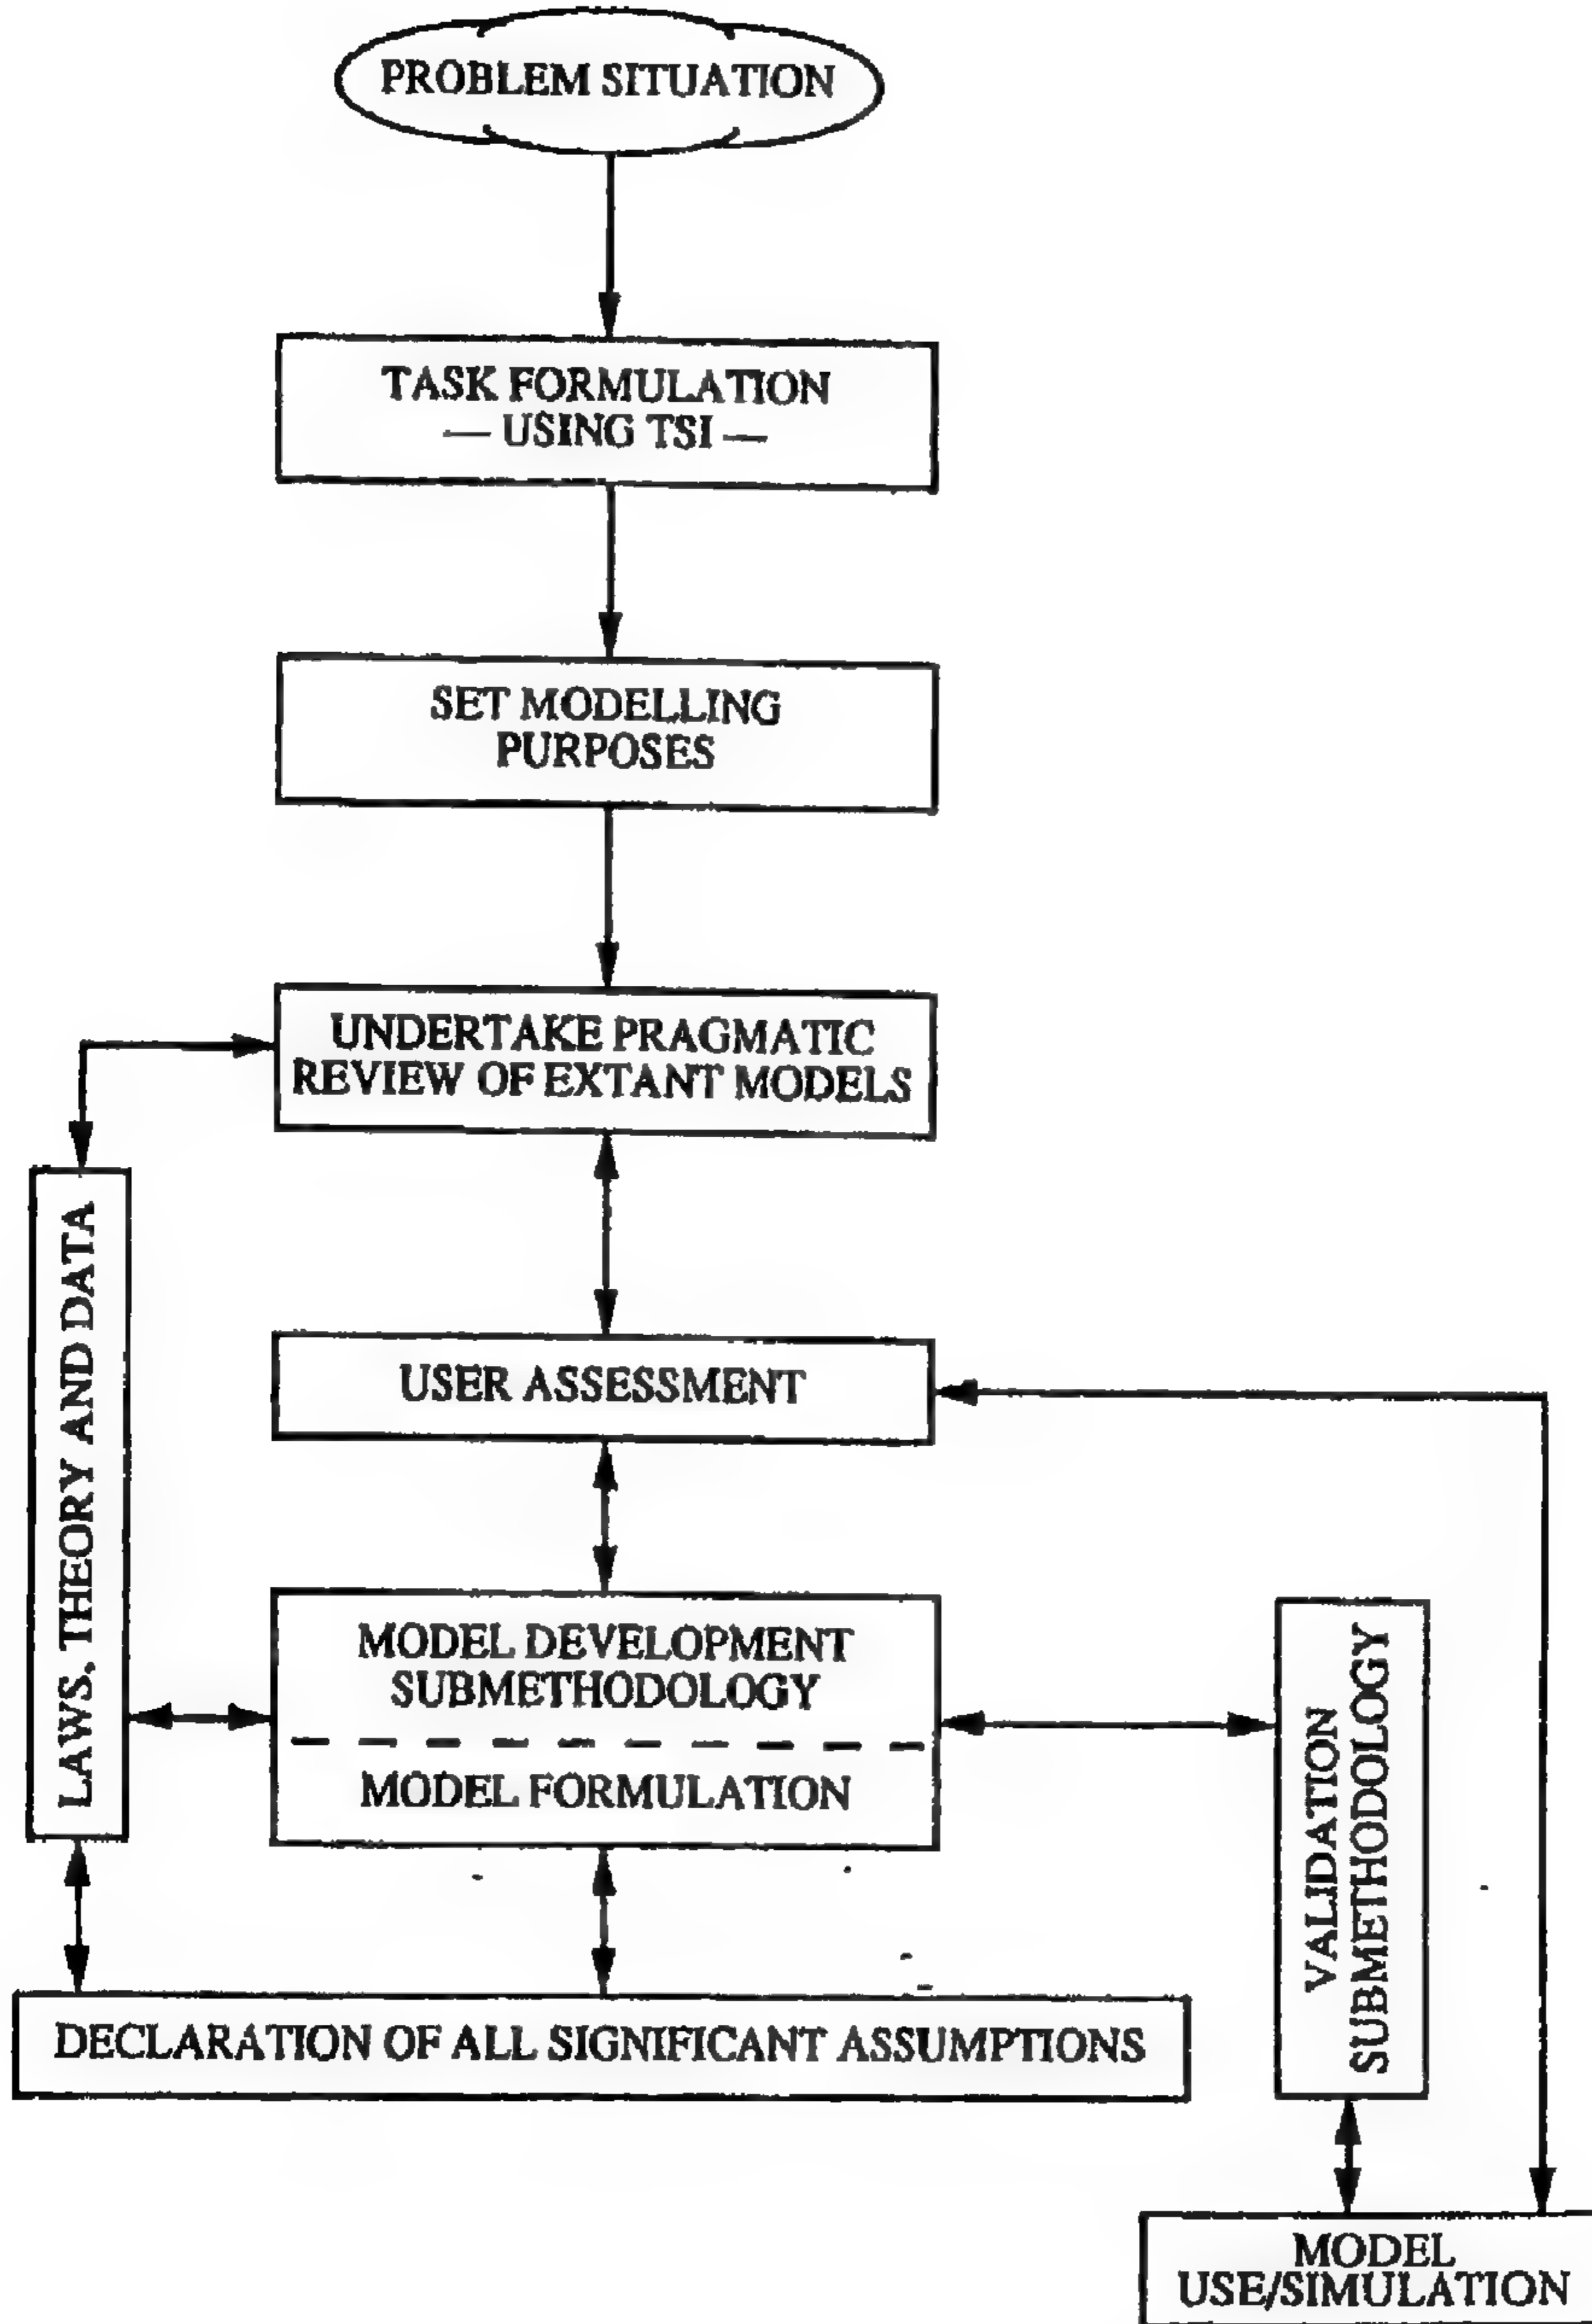 PROBLEM SITUATION
TASK FORMULATION
— USING TSI —
SET MODELLING
PURPOSES
UNDERTAKE PRAGMATIC
REVIEW OF EXTANT MODELS
LAWS, THEORY AND DATA
USER ASSESSMENT
MODEL DEVELOPMENT
SUBMETHODOLOGY
MODEL FORMULATION
VALIDATION
SUBMETHODOLOGY
DECLARATION OF ALL SIGNIFICANT ASSUMPTIONS
MODEL
USE/SIMULATION